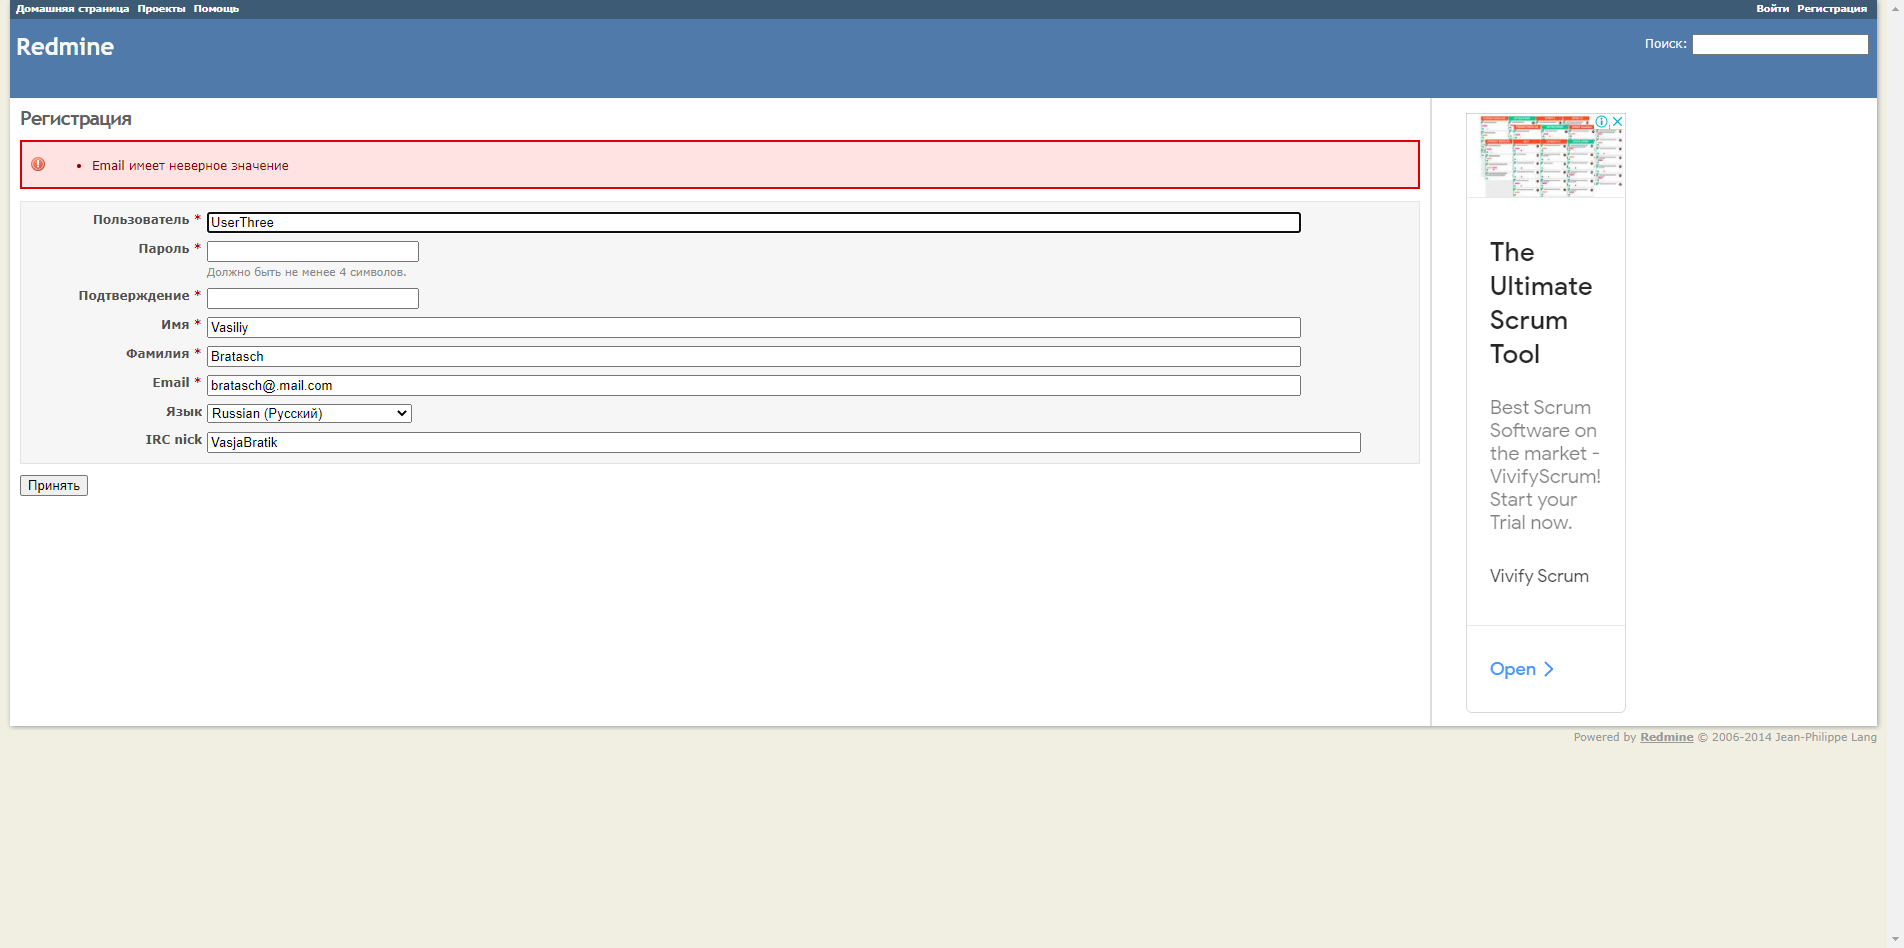 Домашняя страница Проекты Помощь
Войти Регистрация
Redmine
Поиск:
Регистрация
Email имеет неверное значение
Пользователь * UserThree
Пароль *
Должно быть не менее 4 символов.
Подтверждение *
Имя * Vasiliy
Фамилия * Bratasch
Email * bratasch@.mail.com
Язык Russian (Русский)
IRC nick VasjaBratik
Принять
The
Ultimate
Scrum
Tool
Best Scrum
Software on
the market -
VivifyScrum!
Start your
Trial now.
Vivify Scrum
Open
Powered by Redmine © 2006-2014 Jean-Philippe Lang